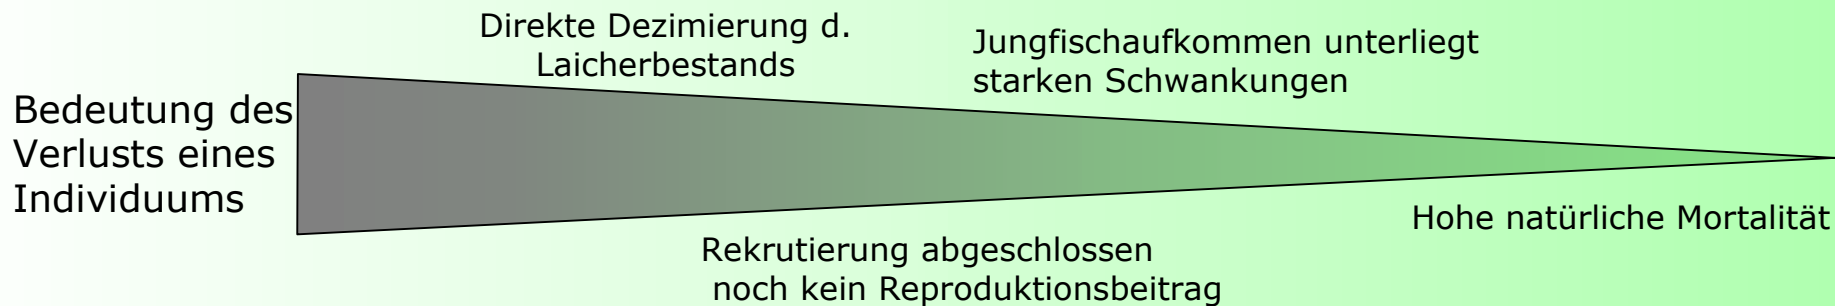 Direkte Dezimierung d.
Laicherbestands
Jungfischaufkommen unterliegt
starken Schwankungen
Bedeutung des
Verlusts eines
Individuums
Hohe natürliche Mortalität
Rekrutierung abgeschlossen
noch kein Reproduktionsbeitrag